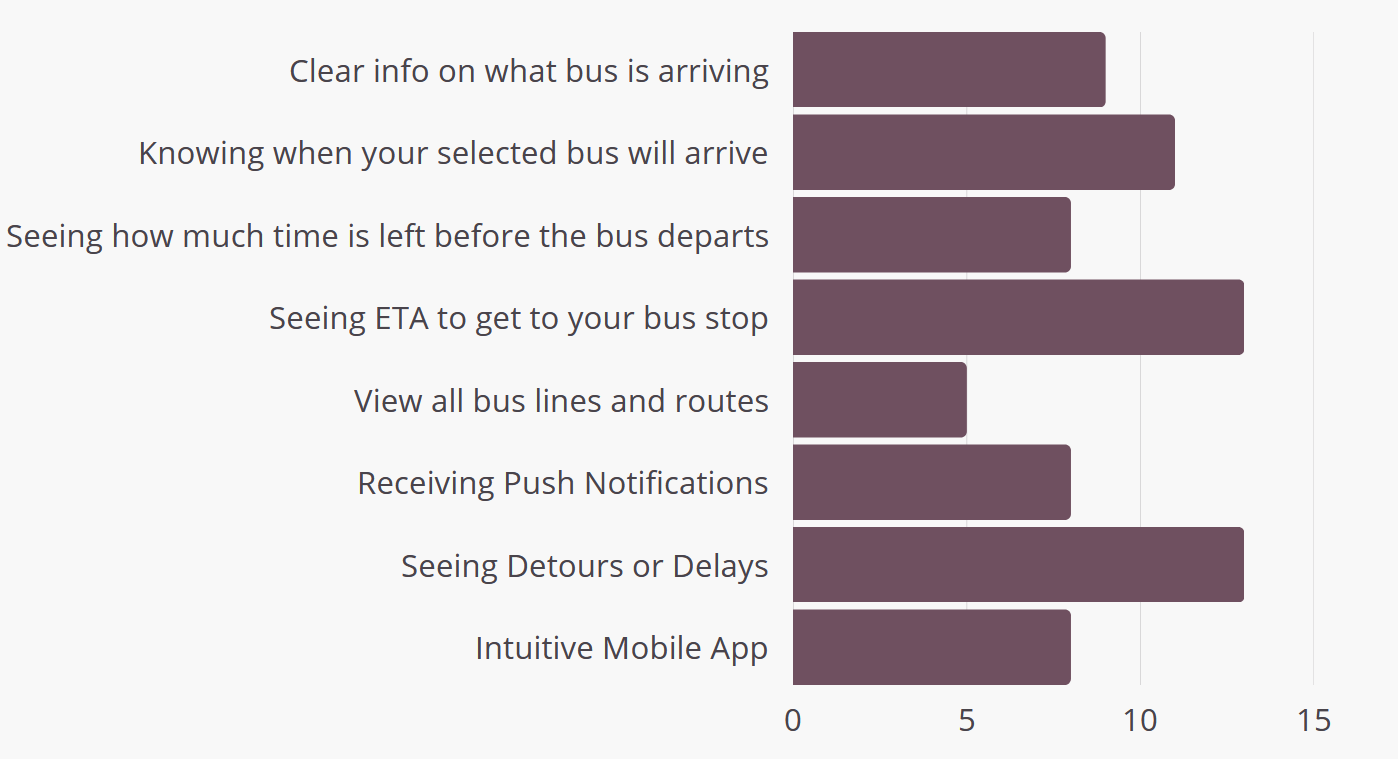 Clear info on what bus is arriving
Knowing when your selected bus will arrive
Seeing how much time is left before the bus departs
Seeing ETA to get to your bus stop
View all bus lines and routes
Receiving Push Notifications
Seeing Detours or Delays
Intuitive Mobile App
0 5 10 15